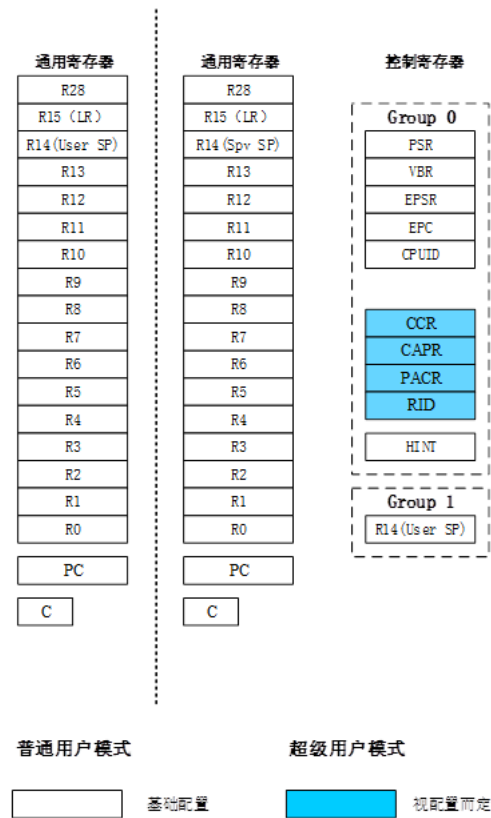 通用寄存器
R28
R15 (LR)
R14(User SP)
R13
R12
R11
R10
R9
R8
R7
R6
R5
R4
R3
R2
R1
R0
PC
C
通用寄存器
R28
R15 (LR)
R14(Spv SP)
R13
R12
R11
R10
R9
R8
R7
R6
R5
R4
R3
R2
R1
R0
PC
C
控制寄存器
Group 0
PSR
VBR
EPSR
EPC
CPUID
CCR
CAPR
PACR
RID
HINT
Group 1
R14(User SP)
普通用户模式
超级用户模式
基础配置
视配置而定